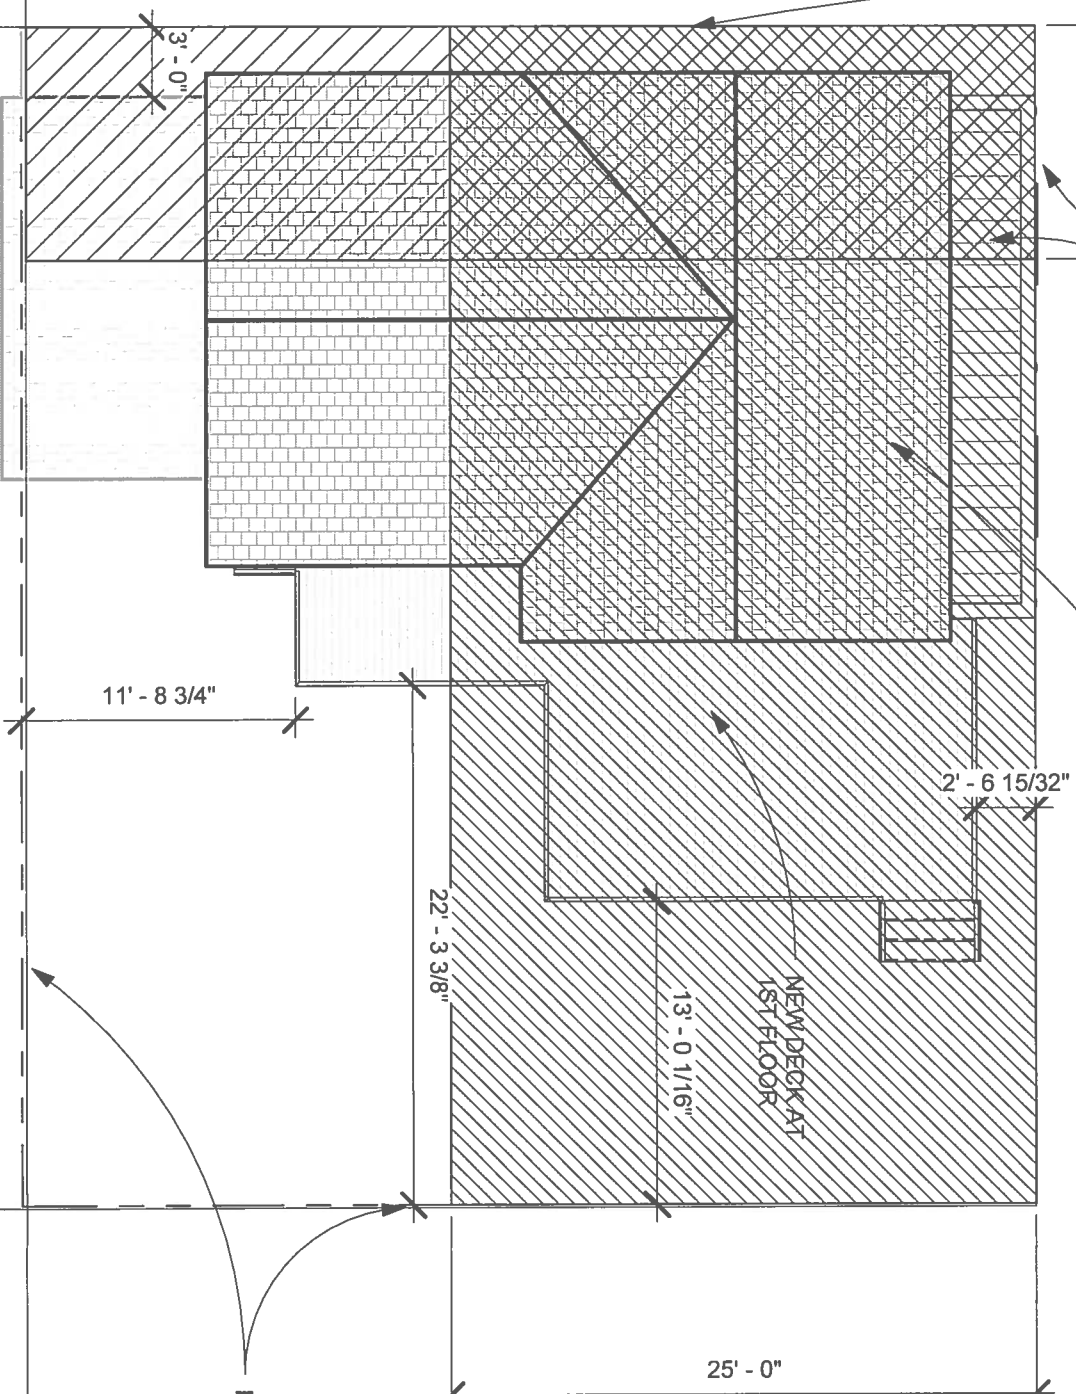 3' - 0"
11' - 8 3/4"
2' - 6 15/32"
22' - 3 3/8"
13' - 0 1/16"
NEW DECK AT
1ST FLOOR
25' - 0"